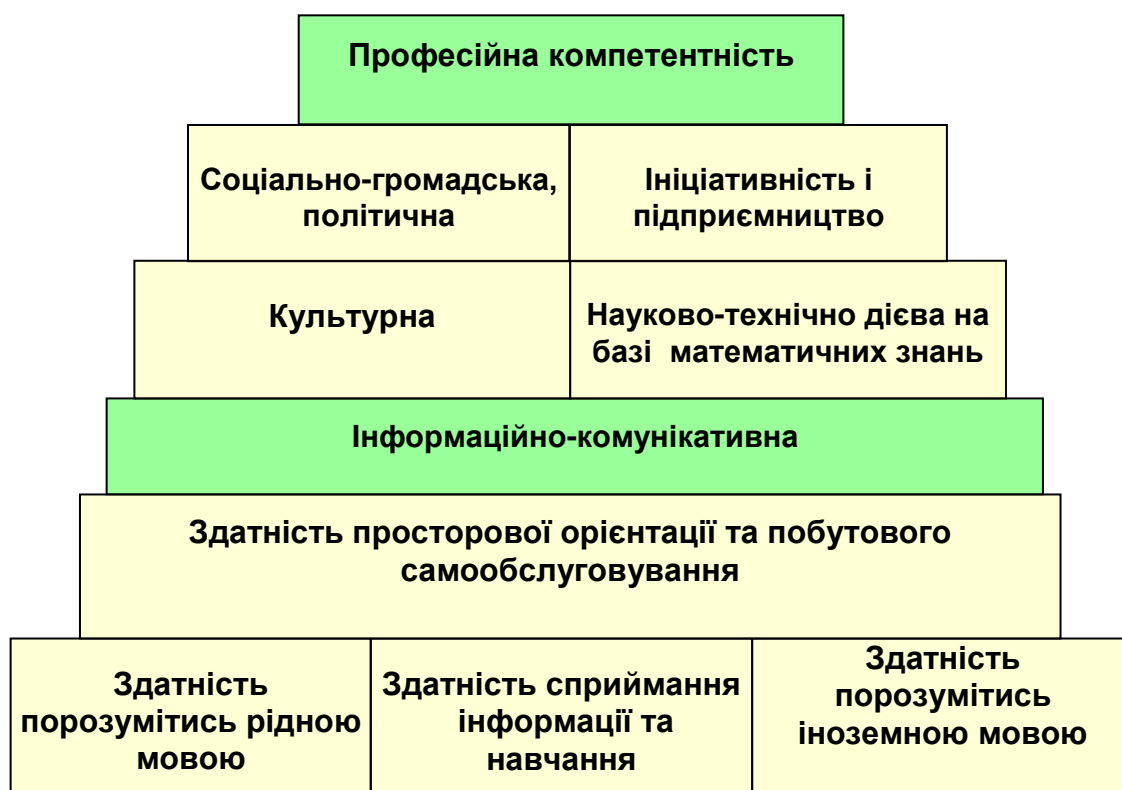 Професійна компетентність
Соціально-громадська,
політична
Ініціативність і
підприємництво
Культурна
Науково-технічно дієва на
базі математичних знань
Інформаційно-комунікативна
Здатність просторової орієнтації та побутового
самообслуговування
Здатність
порозумітись рідною
мовою
Здатність сприймання
інформації та
навчання
Здатність
порозумітись
іноземною мовою